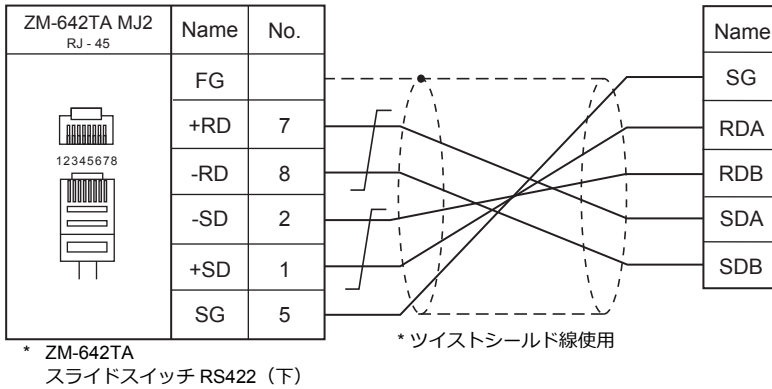 ZM-642TA MJ2 Name No. Name
RJ - 45
FG SG
+RD 7 RDA
12345678
-RD 8 RDB
-SD 2 SDA
+SD 1 SDB
SG 5
* ツイストシールド線使用
* ZM-642TA
スライドスイッチ RS422（下）